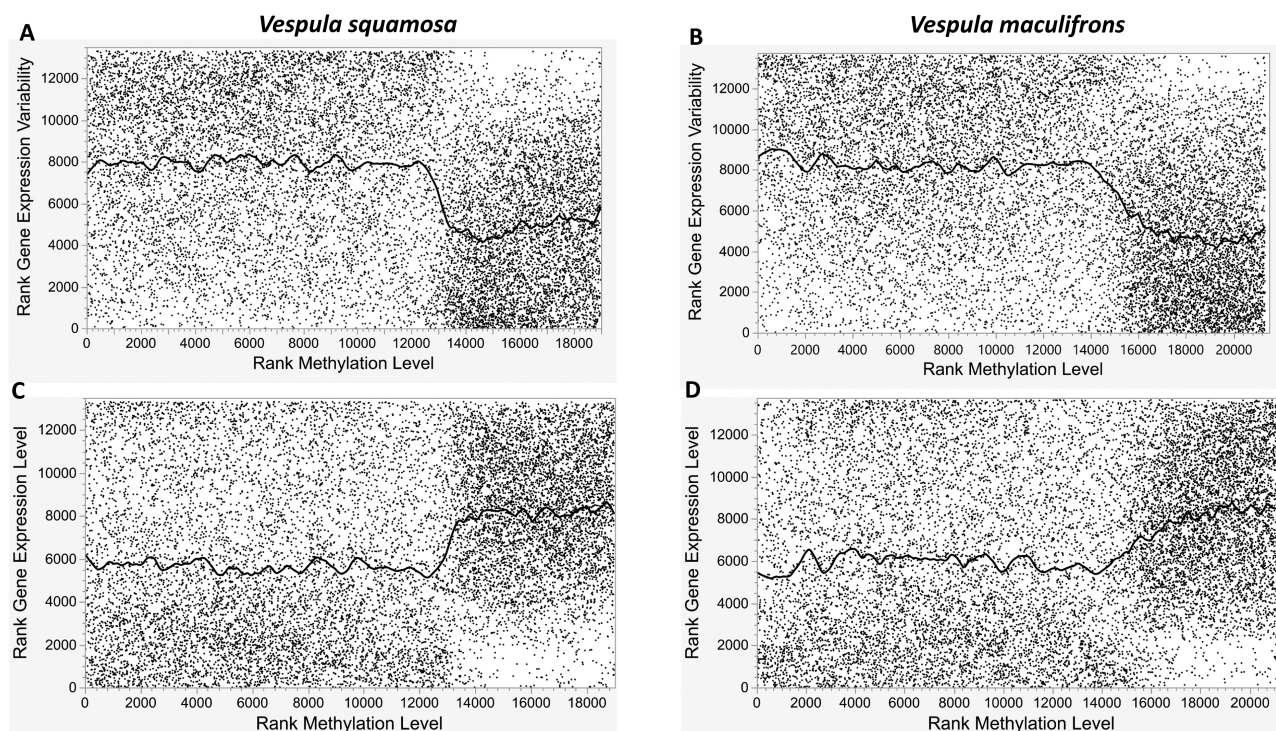 Vespula squamosa
Vespula maculifrons
A
Rank Gene Expression Variability
12000
10000
8000
6000
4000
2000
0
0 2000 4000 6000 8000 10000 12000 14000 16000 18000
Rank Methylation Level
B
Rank Gene Expression Variability
12000
10000
8000
6000
4000
2000
0
0 2000 4000 6000 8000 10000 12000 14000 16000 18000 20000
Rank Methylation Level
C
Rank Gene Expression Level
12000
10000
8000
6000
4000
2000
0
0 2000 4000 6000 8000 10000 12000 14000 16000 18000
Rank Methylation Level
D
Rank Gene Expression Level
12000
10000
8000
6000
4000
2000
0
0 2000 4000 6000 8000 10000 12000 14000 16000 18000 20000
Rank Methylation Level